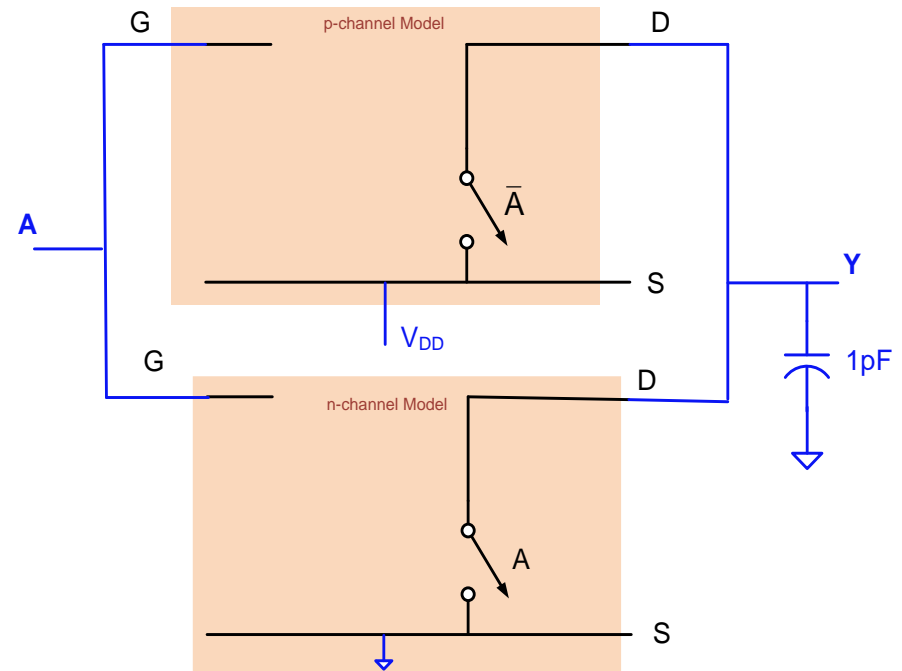 G
p-channel Model
D
A
A̅
S
Y
V_DD
G
D
1pF
n-channel Model
A
S